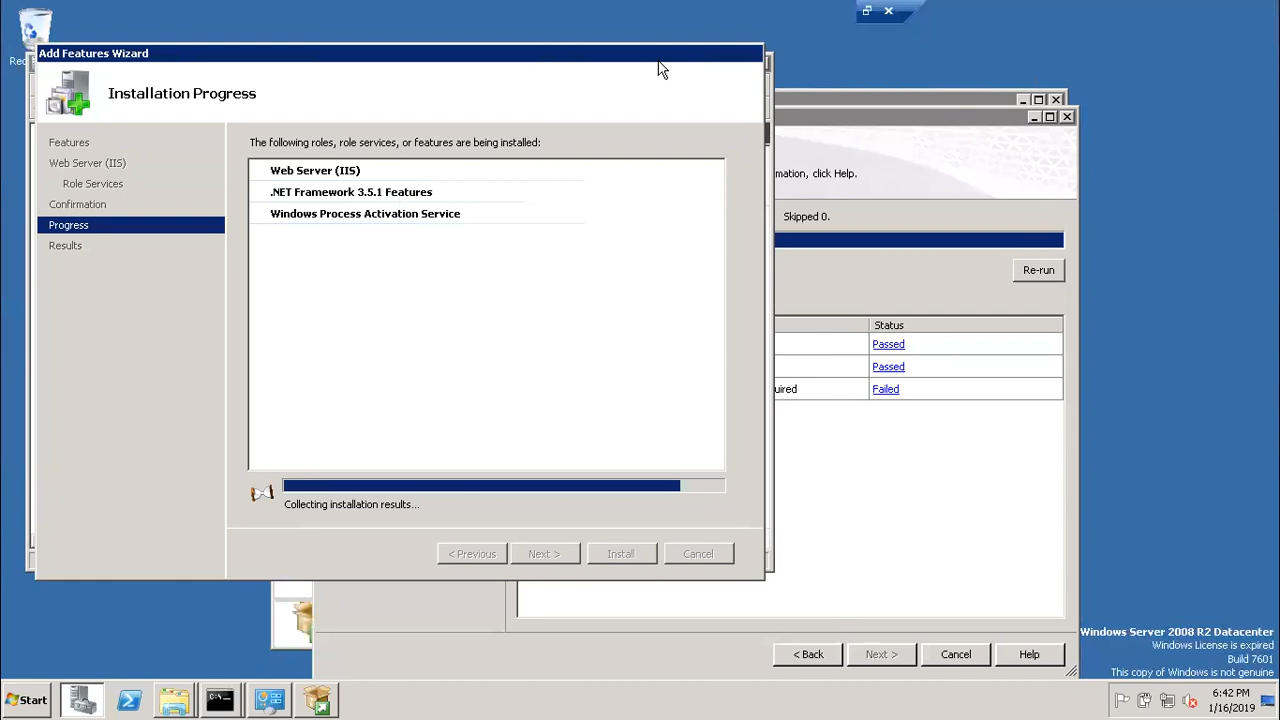 Rec
Add Features Wizard
Installation Progress
Features
Web Server (IIS)
Role Services
Confirmation
Progress
Results
The following roles, role services, or features are being installed:
Web Server (IIS)
.NET Framework 3.5.1 Features
Windows Process Activation Service
Collecting installation results...
< Previous
Next >
Install
Cancel
mation, click Help.
Skipped 0.
Re-run
Status
Passed
Passed
uired
Failed
< Back
Next >
Cancel
Help
Windows Server 2008 R2 Datacenter
Windows License is expired
Build 7601
This copy of Windows is not genuine
Start
6:42 PM
1/16/2019